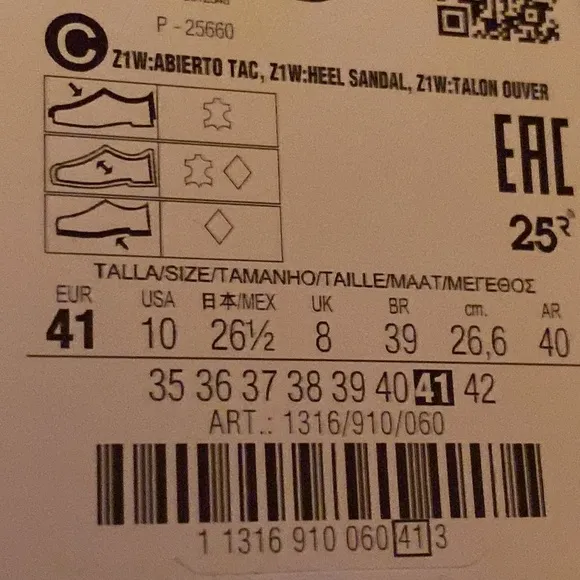 P - 25660
C
Z1W:ABIERTO TAC, Z1W:HEEL SANDAL, Z1W:TALON OUVER
EAC
25
TALLA/SIZE/TAMANHO/TAILLE/MAAT/ΜΕΓΕΘΟΣ
EUR USA 日本/MEX UK BR cm. AR
41 10 26½ 8 39 26,6 40
35 36 37 38 39 40 41 42
ART.: 1316/910/060
1 1316 910 060 41 3